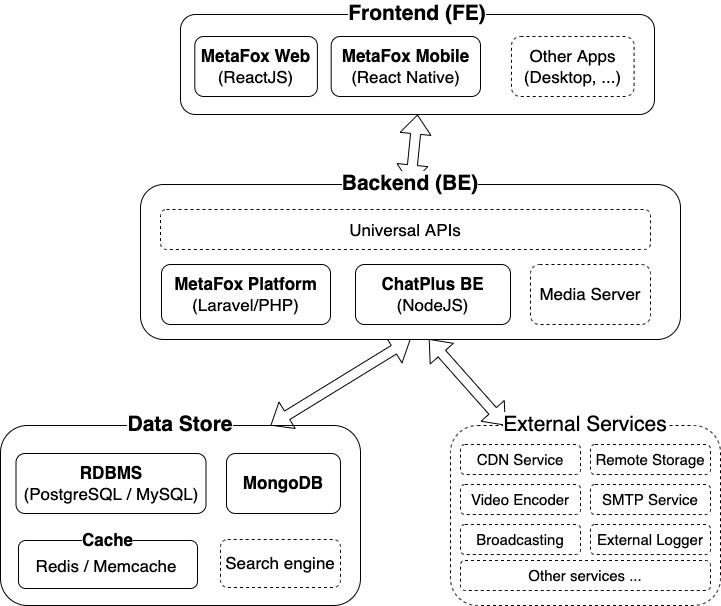 Frontend (FE)
MetaFox Web
(ReactJS)
MetaFox Mobile
(React Native)
Other Apps
(Desktop, ...)
Backend (BE)
Universal APIs
MetaFox Platform
(Laravel/PHP)
ChatPlus BE
(NodeJS)
Media Server
Data Store
RDBMS
(PostgreSQL / MySQL)
MongoDB
Cache
Redis / Memcache
Search engine
External Services
CDN Service
Remote Storage
Video Encoder
SMTP Service
Broadcasting
External Logger
Other services ...